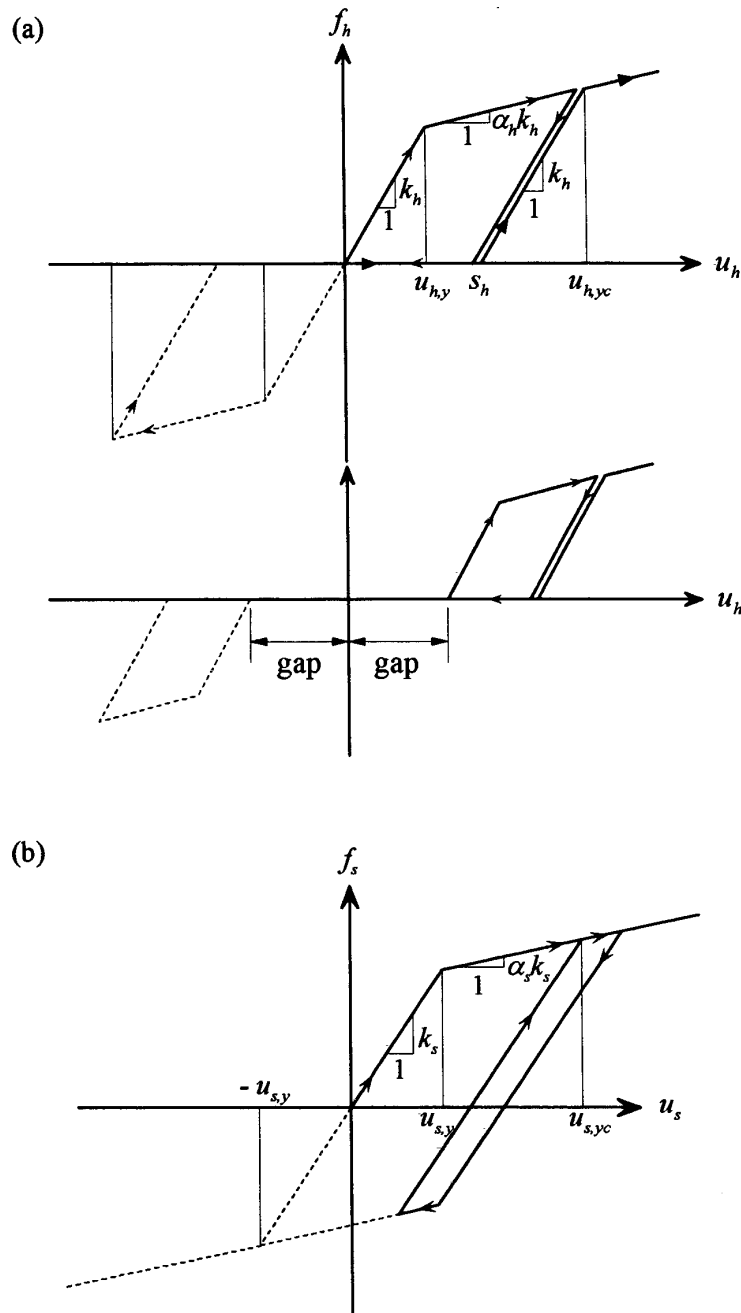 (a)
f_h
α_h k_h
1
k_h
1
k_h
1
u_h
u_{h,y}
s_h
u_{h,yc}
u_h
gap
gap
(b)
f_s
α_s k_s
1
k_s
1
- u_{s,y}
u_{s,y}
u_{s,yc}
u_s